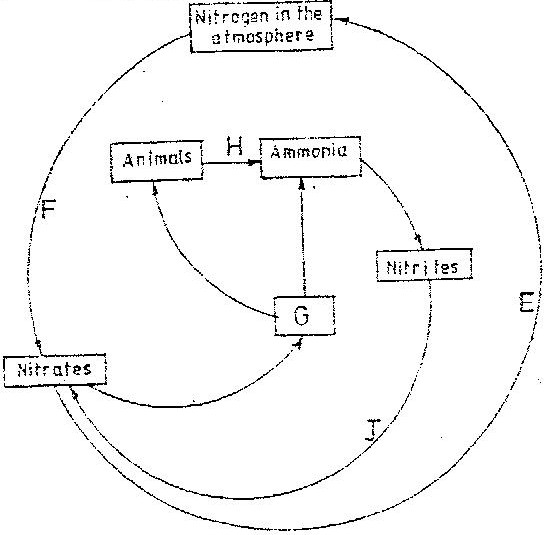 Nitrogen in the
atmosphere
Animals
H
Ammonia
F
Nitrites
G
E
Nitrates
J